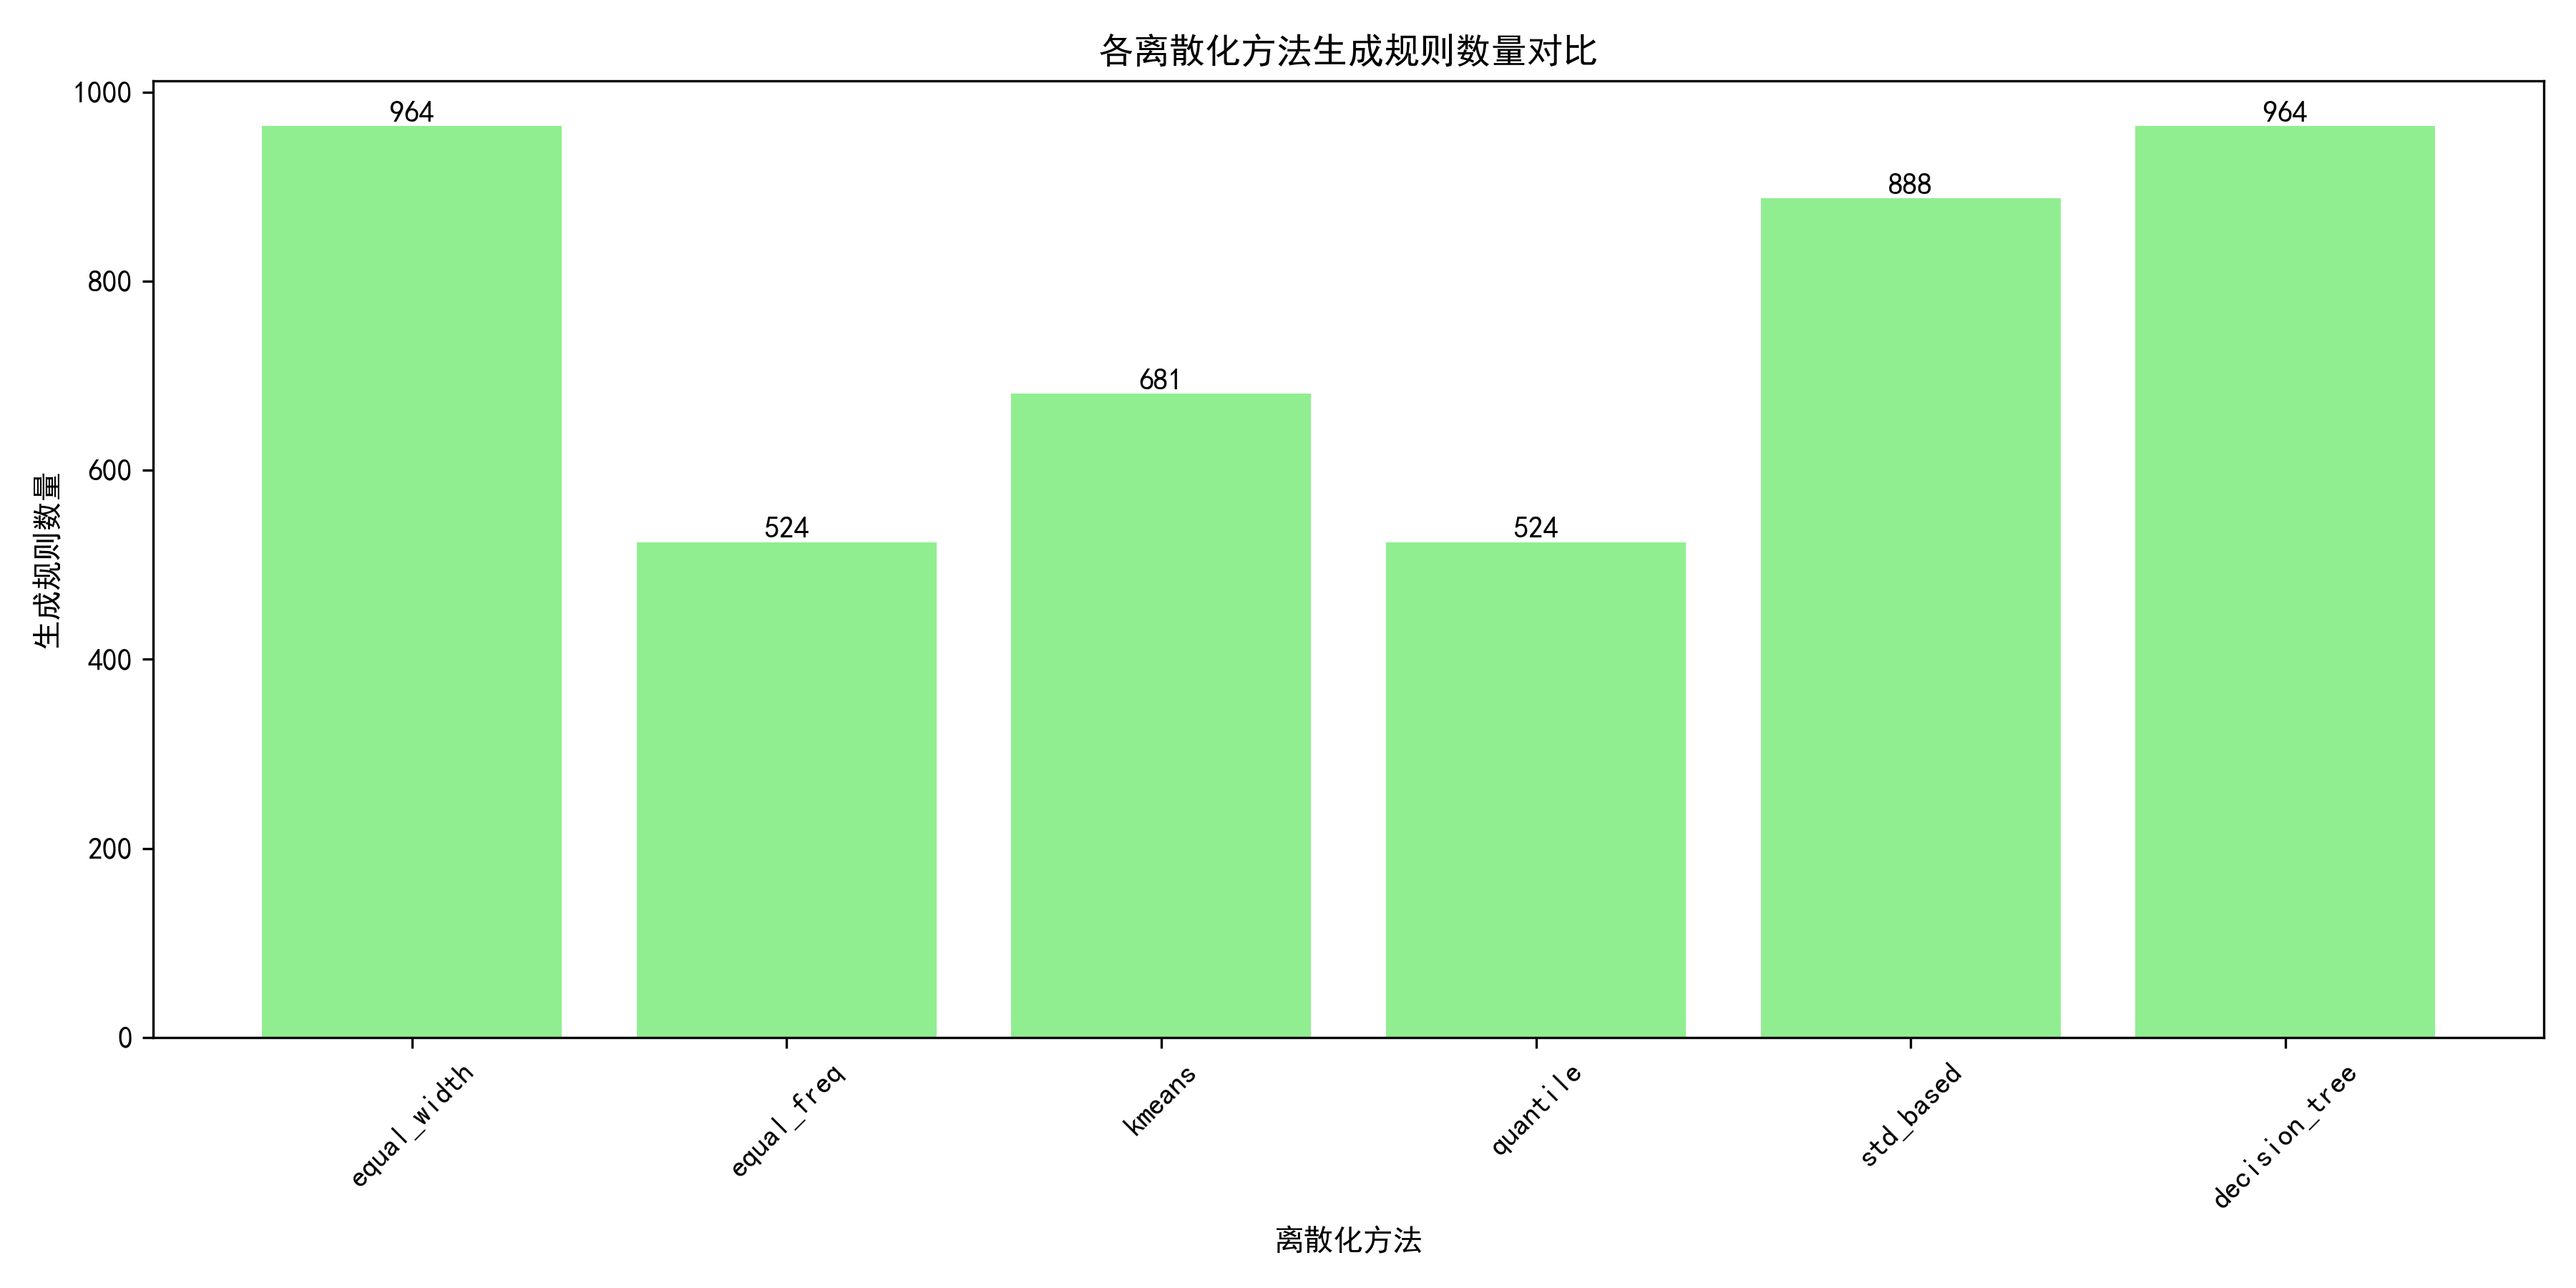 各离散化方法生成规则数量对比
生成规则数量
1000
800
600
400
200
0
964
524
681
524
888
964
equal_width
equal_freq
kmeans
quantile
std_based
decision_tree
离散化方法